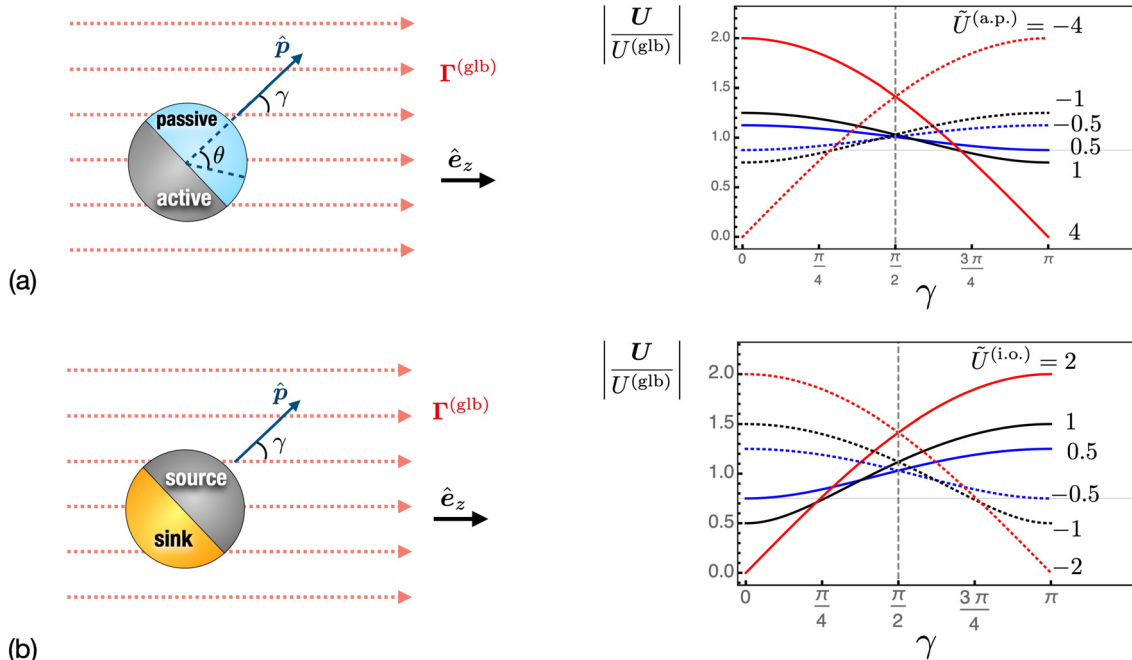 p̂
Γ^(glb)
γ
passive
θ
ê_z
active
(a)
|U / U^(glb)|
Ũ^(a.p.) = −4
2.0
1.5
1.0
0.5
0.0
−1
−0.5
0.5
1
4
0 π/4 π/2 3π/4 π
γ
p̂
Γ^(glb)
γ
source
ê_z
sink
(b)
|U / U^(glb)|
Ũ^(i.o.) = 2
2.0
1.5
1.0
0.5
0.0
1
0.5
−0.5
−1
−2
0 π/4 π/2 3π/4 π
γ